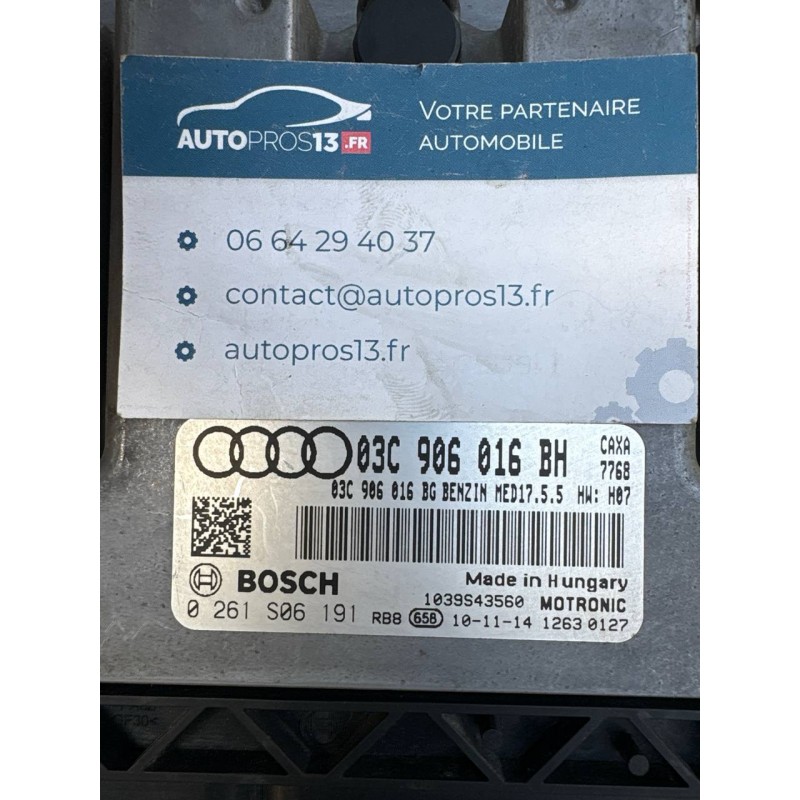 AUTOPROS13.FR
VOTRE PARTENAIRE
AUTOMOBILE
06 64 29 40 37
contact@autopros13.fr
autopros13.fr
03C 906 016 BH
CAXA
7768
03C 906 016 BG BENZIN MED17.5.5 HW: H07
BOSCH
Made in Hungary
1039S43560 MOTRONIC
0 261 S06 191 RB8 658 10-11-14 1263 0127